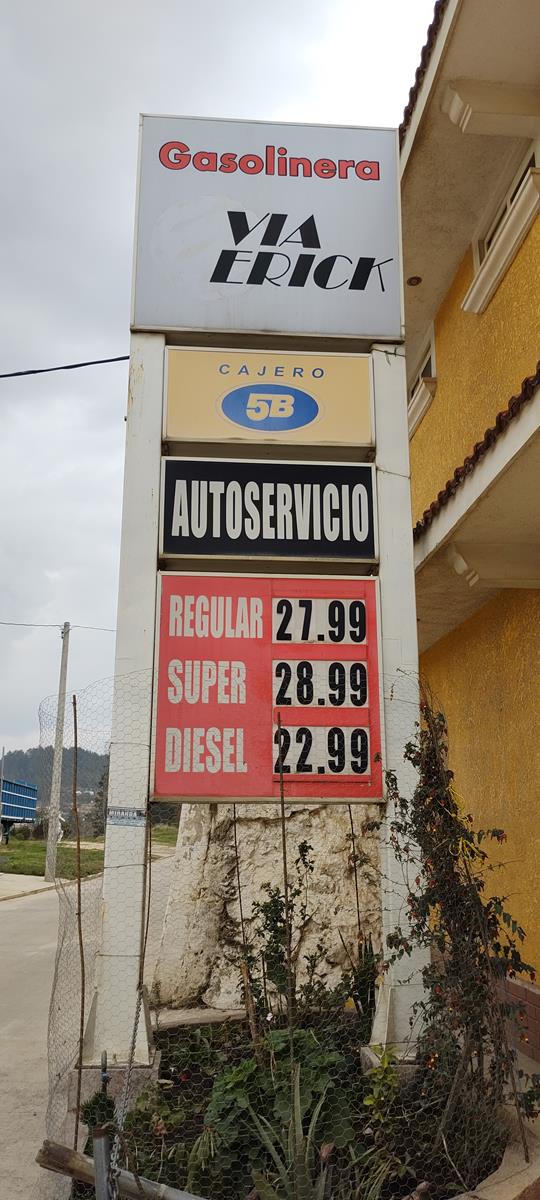 Gasolinera
VIA
ERICK
CAJERO
5B
AUTOSERVICIO
REGULAR 27.99
SUPER 28.99
DIESEL 22.99